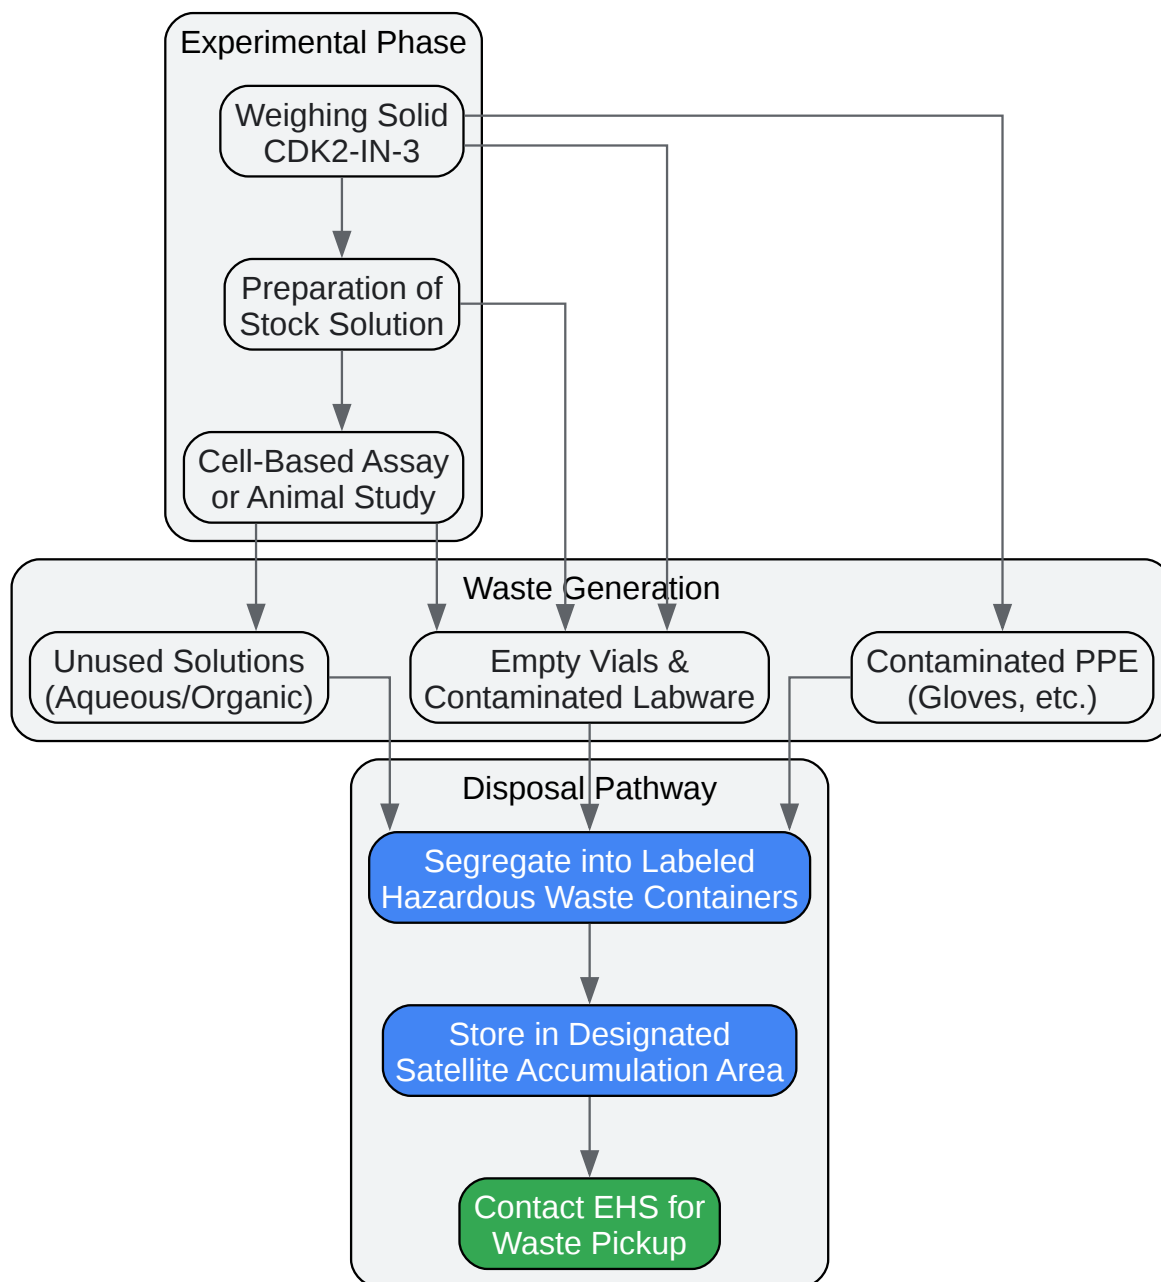 Experimental Phase
Weighing Solid
CDK2-IN-3
Preparation of
Stock Solution
Cell-Based Assay
or Animal Study
Waste Generation
Unused Solutions
(Aqueous/Organic)
Empty Vials &
Contaminated Labware
Contaminated PPE
(Gloves, etc.)
Disposal Pathway
Segregate into Labeled
Hazardous Waste Containers
Store in Designated
Satellite Accumulation Area
Contact EHS for
Waste Pickup